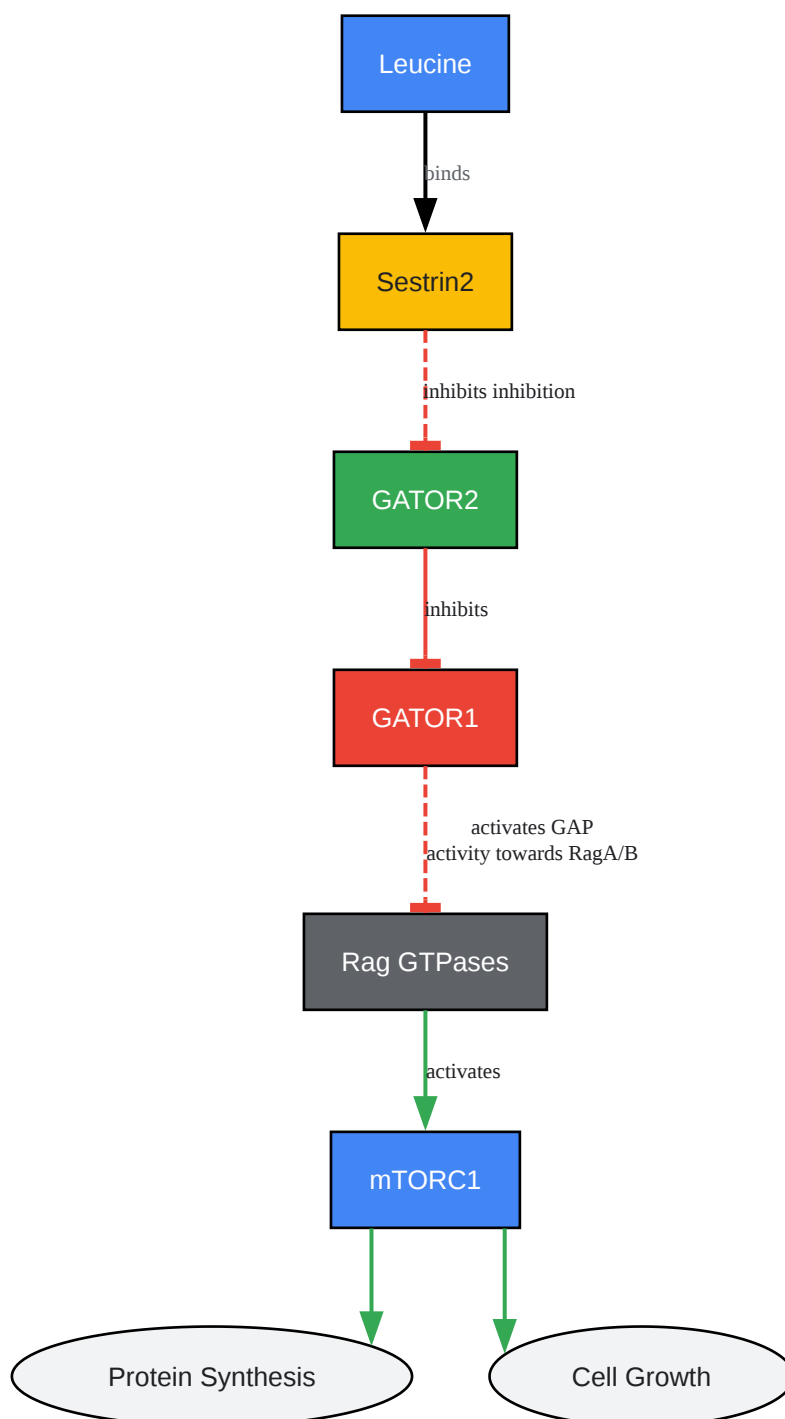 Leucine
binds
Sestrin2
inhibits inhibition
GATOR2
inhibits
GATOR1
activates GAP
activity towards RagA/B
Rag GTPases
activates
mTORC1
Protein Synthesis
Cell Growth